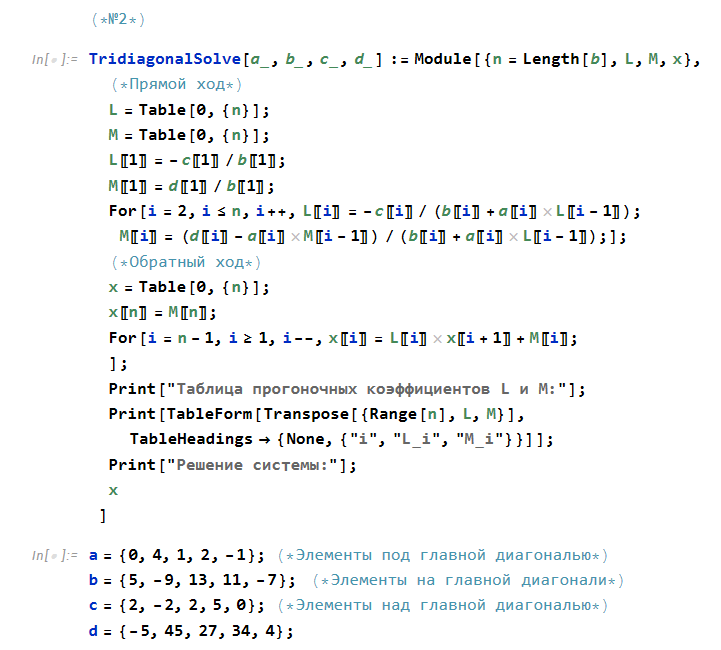 (*№2*)
In[◦]:= TridiagonalSolve[a_, b_, c_, d_] := Module[{n = Length[b], L, M, x},
(*Прямой ход*)
L = Table[0, {n}];
M = Table[0, {n}];
L〚1〛 = -c〚1〛 / b〚1〛;
M〚1〛 = d〚1〛 / b〚1〛;
For[i = 2, i ≤ n, i++, L〚i〛 = -c〚i〛 / (b〚i〛 + a〚i〛 × L〚i - 1〛);
M〚i〛 = (d〚i〛 - a〚i〛 × M〚i - 1〛) / (b〚i〛 + a〚i〛 × L〚i - 1〛);];
(*Обратный ход*)
x = Table[0, {n}];
x〚n〛 = M〚n〛;
For[i = n - 1, i ≥ 1, i--, x〚i〛 = L〚i〛 × x〚i + 1〛 + M〚i〛;
];
Print["Таблица прогоночных коэффициентов L и M:"];
Print[TableForm[Transpose[{Range[n], L, M}],
TableHeadings → {None, {"i", "L_i", "M_i"}}]];
Print["Решение системы:"];
x
]
In[◦]:= a = {0, 4, 1, 2, -1}; (*Элементы под главной диагональю*)
b = {5, -9, 13, 11, -7}; (*Элементы на главной диагонали*)
c = {2, -2, 2, 5, 0}; (*Элементы над главной диагональю*)
d = {-5, 45, 27, 34, 4};